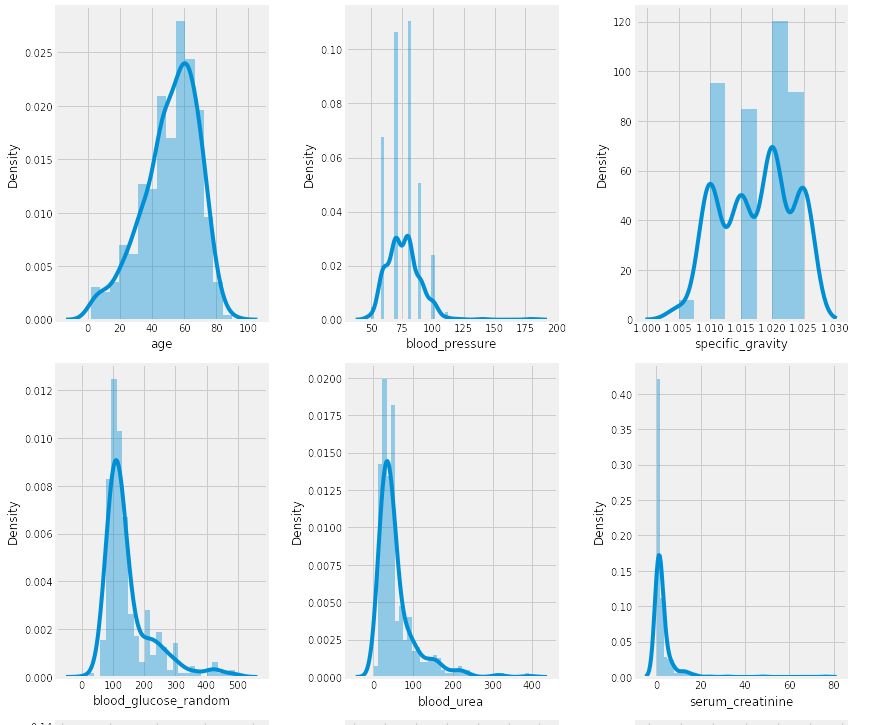 0.025
0.020
0.015
0.010
0.005
0.000
Density
0 20 40 60 80 100
age
0.10
0.08
0.06
0.04
0.02
0.00
Density
50 75 100 125 150 175 200
blood_pressure
120
100
80
60
40
20
0
Density
1.000 1.005 1.010 1.015 1.020 1.025 1.030
specific_gravity
0.012
0.010
0.008
0.006
0.004
0.002
0.000
Density
0 100 200 300 400 500
blood_glucose_random
0.0200
0.0175
0.0150
0.0125
0.0100
0.0075
0.0050
0.0025
0.0000
Density
0 100 200 300 400
blood_urea
0.40
0.35
0.30
0.25
0.20
0.15
0.10
0.05
0.00
Density
0 20 40 60 80
serum_creatinine
0.14